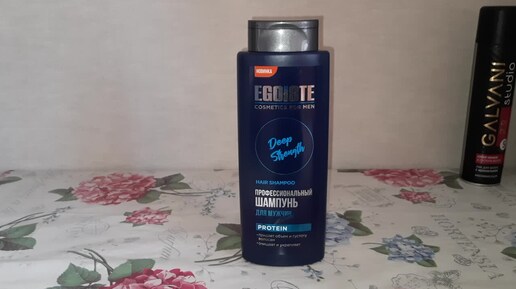 НОВИНКА
EGOISTE
COSMETICS FOR MEN
Deep
Strength
HAIR SHAMPOO
ПРОФЕССИОНАЛЬНЫЙ
ШАМПУНЬ
ДЛЯ МУЖЧИН
PROTEIN
GALVANI
studio